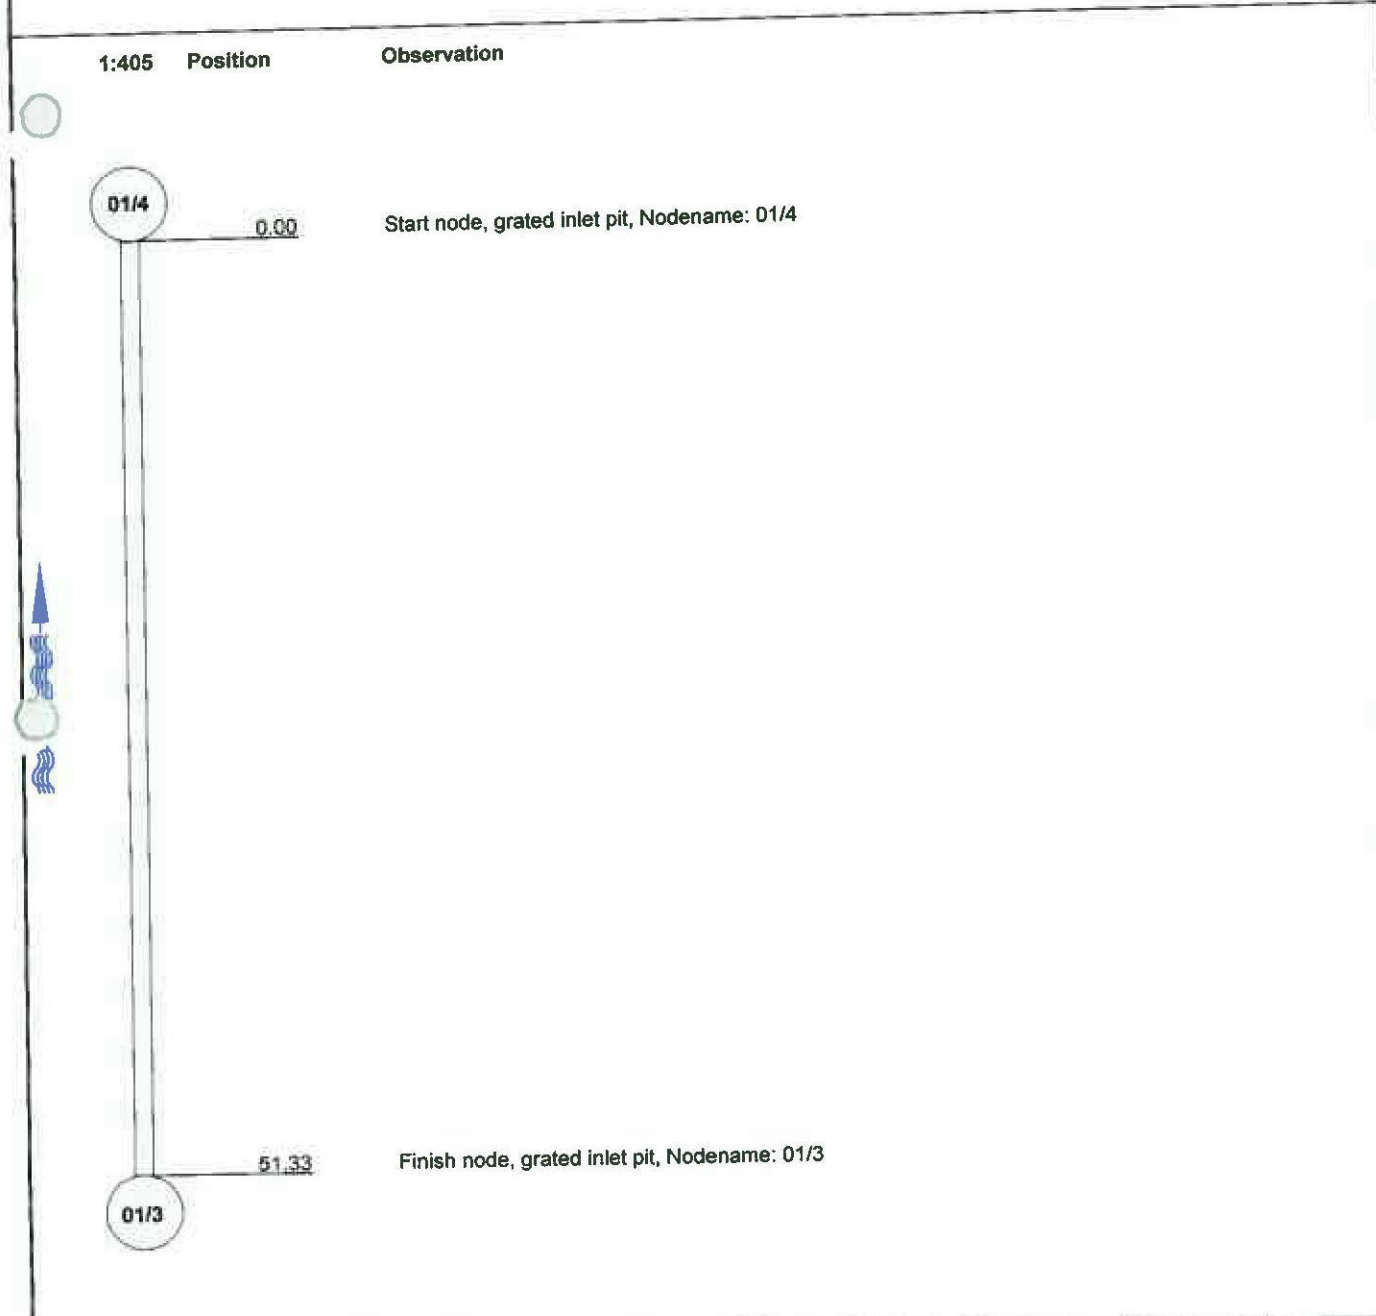 1:405 Position Observation
01/4
0.00 Start node, grated inlet pit, Nodename: 01/4
51.33 Finish node, grated inlet pit, Nodename: 01/3
01/3